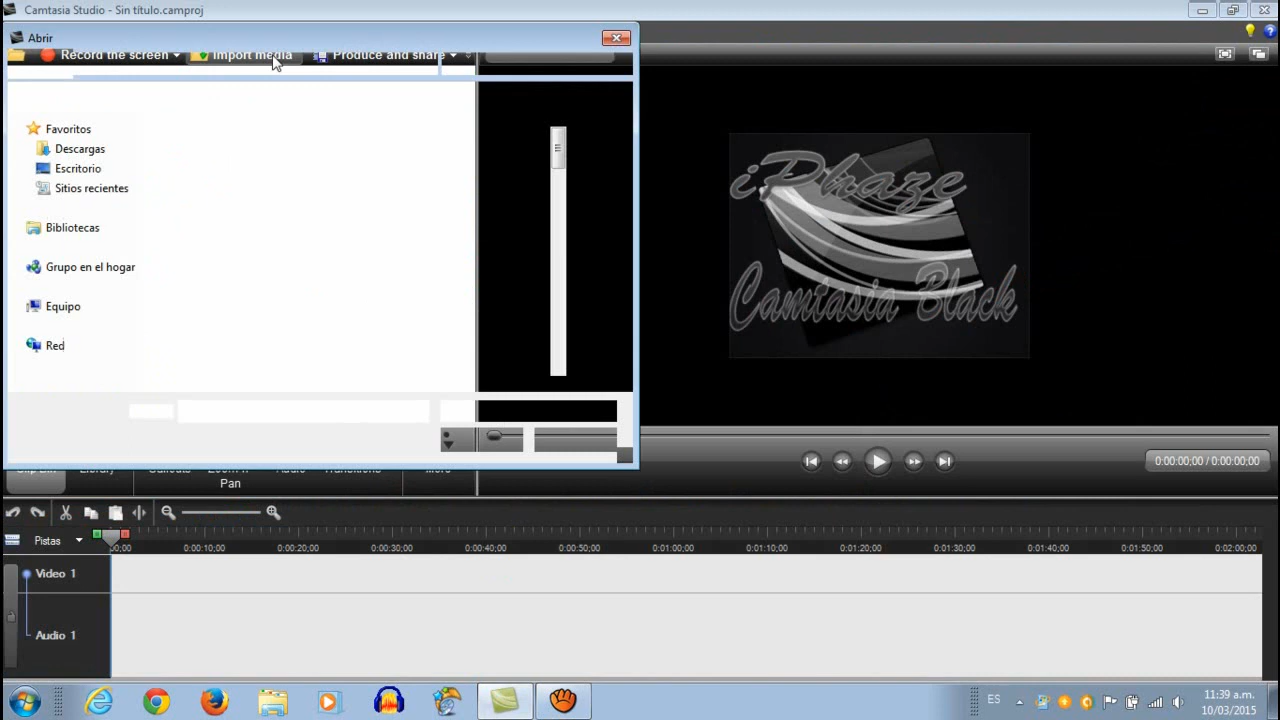 Camtasia Studio - Sin título.camproj
Abrir
Record the screen
Import media
Produce and share
Favoritos
Descargas
Escritorio
Sitios recientes
Bibliotecas
Grupo en el hogar
Equipo
Red
iPhaze
Camtasia Black
Pan
0:00:00;00 / 0:00:00;00
Pistas
00;00 0:00:10;00 0:00:20;00 0:00:30;00 0:00:40;00 0:00:50;00 0:01:00;00 0:01:10;00 0:01:20;00 0:01:30;00 0:01:40;00 0:01:50;00 0:02:00;00
Video 1
Audio 1
ES
11:39 a.m.
10/03/2015